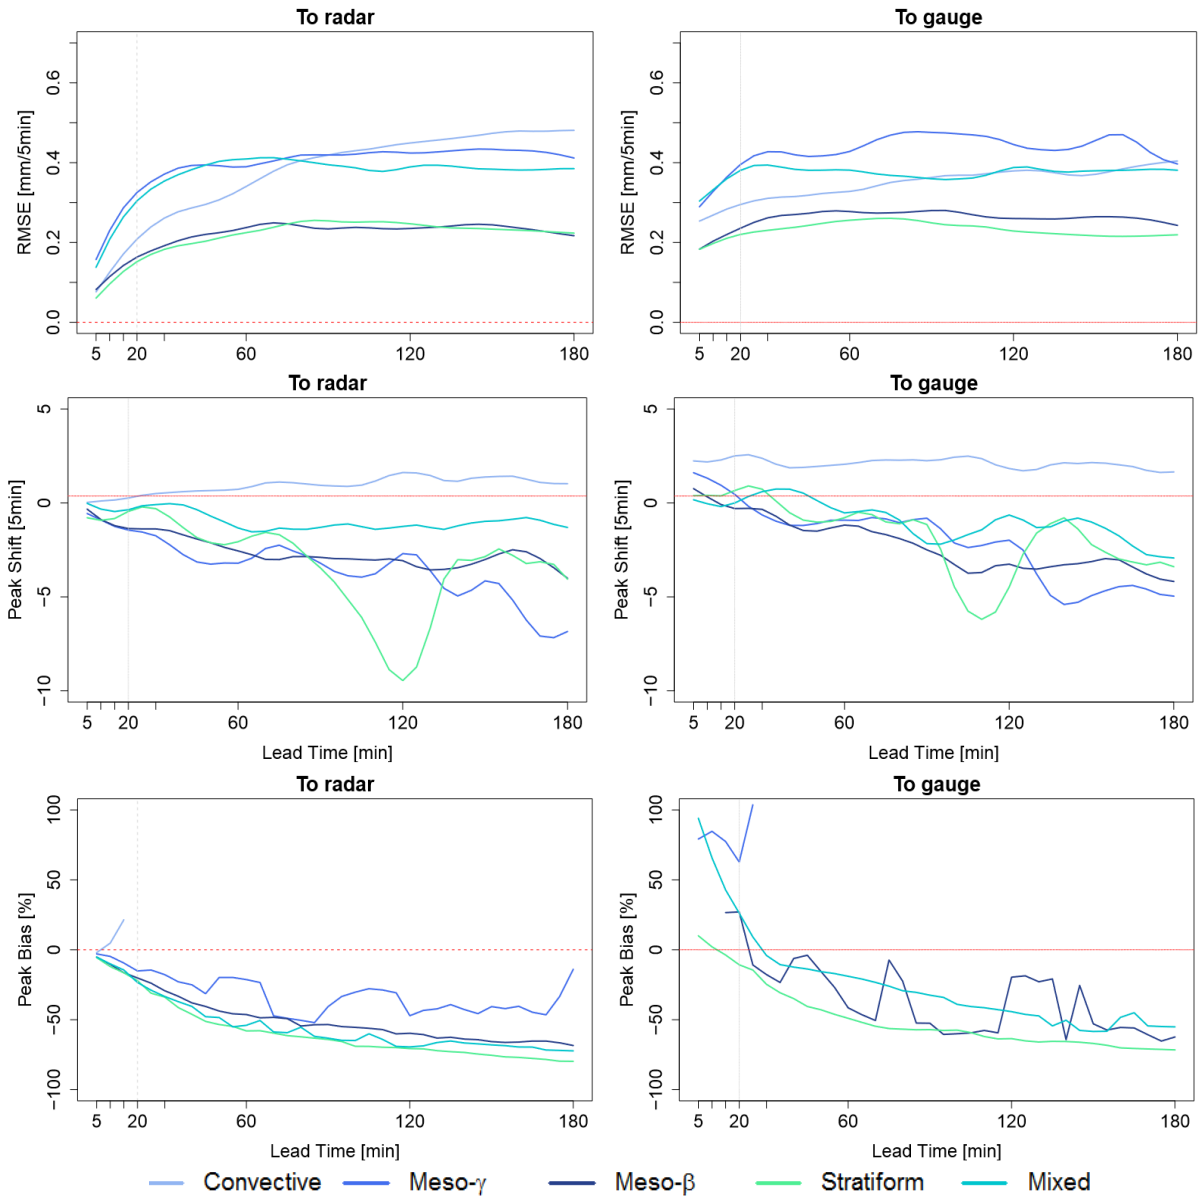 To radar
To gauge
RMSE [mm/5min]
0.0 0.2 0.4 0.6
5 20 60 120 180
RMSE [mm/5min]
0.0 0.2 0.4 0.6
5 20 60 120 180
To radar
To gauge
Peak Shift [5min]
−10 −5 0 5
5 20 60 120 180
Lead Time [min]
Peak Shift [5min]
−10 −5 0 5
5 20 60 120 180
Lead Time [min]
To radar
To gauge
Peak Bias [%]
−100 −50 0 50 100
5 20 60 120 180
Lead Time [min]
Peak Bias [%]
−100 −50 0 50 100
5 20 60 120 180
Lead Time [min]
Convective Meso-γ Meso-β Stratiform Mixed